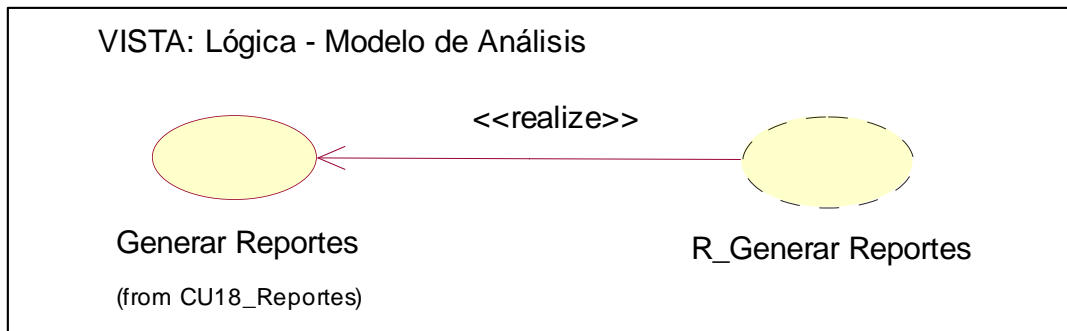 VISTA: Lógica - Modelo de Análisis
<<realize>>
Generar Reportes
R_Generar Reportes
(from CU18_Reportes)